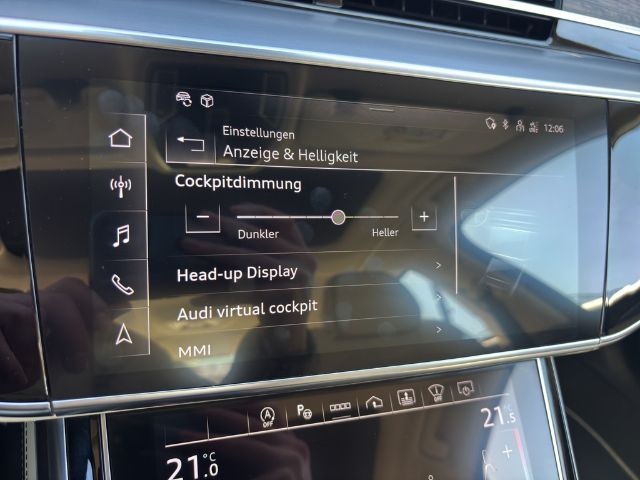 12:06
Einstellungen
Anzeige & Helligkeit
Cockpitdimmung
− +
Dunkler Heller
Head-up Display >
Audi virtual cockpit >
MMI >
A OFF P OFF
21.0 °C 21.5
+